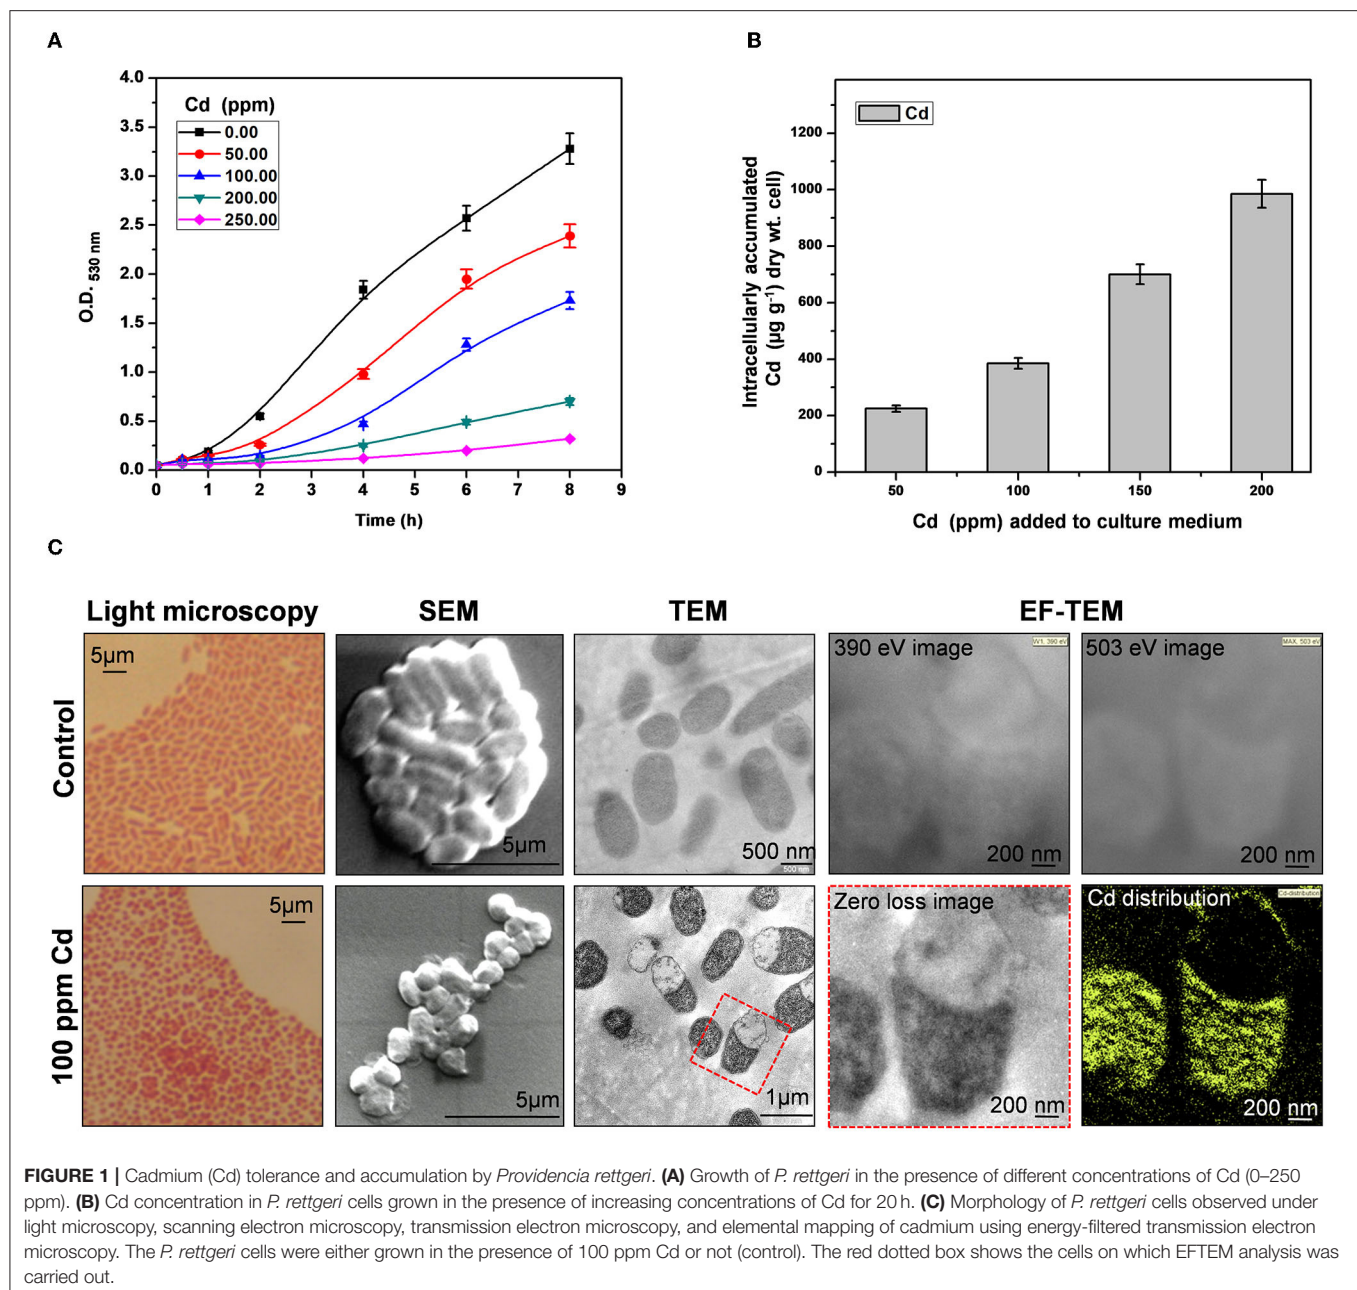 A
Cd (ppm)
0.00
50.00
100.00
200.00
250.00
O.D. 530 nm
4.0
3.5
3.0
2.5
2.0
1.5
1.0
0.5
0.0
0 1 2 3 4 5 6 7 8 9
Time (h)
B
Cd
Intracellularly accumulated
Cd (µg g⁻¹) dry wt. cell)
1200
1000
800
600
400
200
0
50 100 150 200
Cd (ppm) added to culture medium
C
Light microscopy SEM TEM EF-TEM
Control
5µm
5µm
500 nm
500 nm
390 eV image
W1. 390 eV
200 nm
503 eV image
MAX. 503 eV
200 nm
100 ppm Cd
5µm
5µm
1µm
Zero loss image
200 nm
Cd distribution
Cd-distribution
200 nm
FIGURE 1 | Cadmium (Cd) tolerance and accumulation by Providencia rettgeri. (A) Growth of P. rettgeri in the presence of different concentrations of Cd (0–250
ppm). (B) Cd concentration in P. rettgeri cells grown in the presence of increasing concentrations of Cd for 20 h. (C) Morphology of P. rettgeri cells observed under
light microscopy, scanning electron microscopy, transmission electron microscopy, and elemental mapping of cadmium using energy-filtered transmission electron
microscopy. The P. rettgeri cells were either grown in the presence of 100 ppm Cd or not (control). The red dotted box shows the cells on which EFTEM analysis was
carried out.